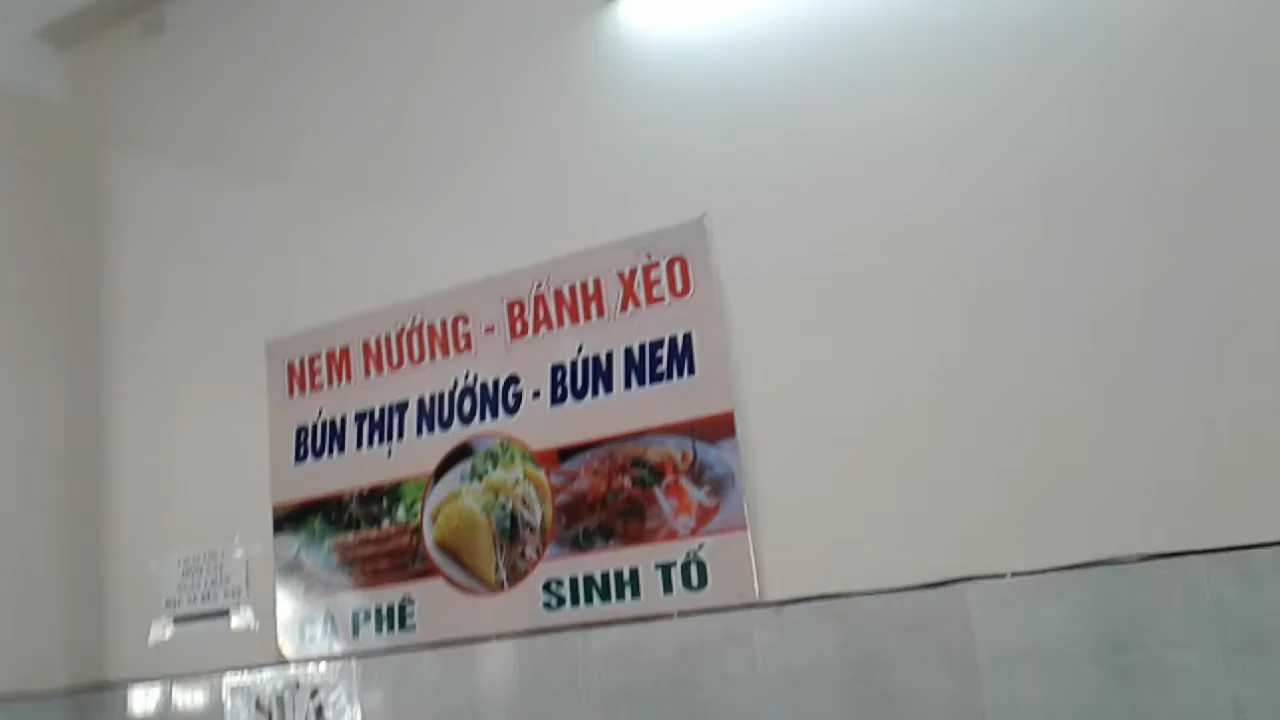 NEM NƯỚNG - BÁNH XÈO
BÚN THỊT NƯỚNG - BÚN NEM
CÀ PHÊ
SINH TỐ